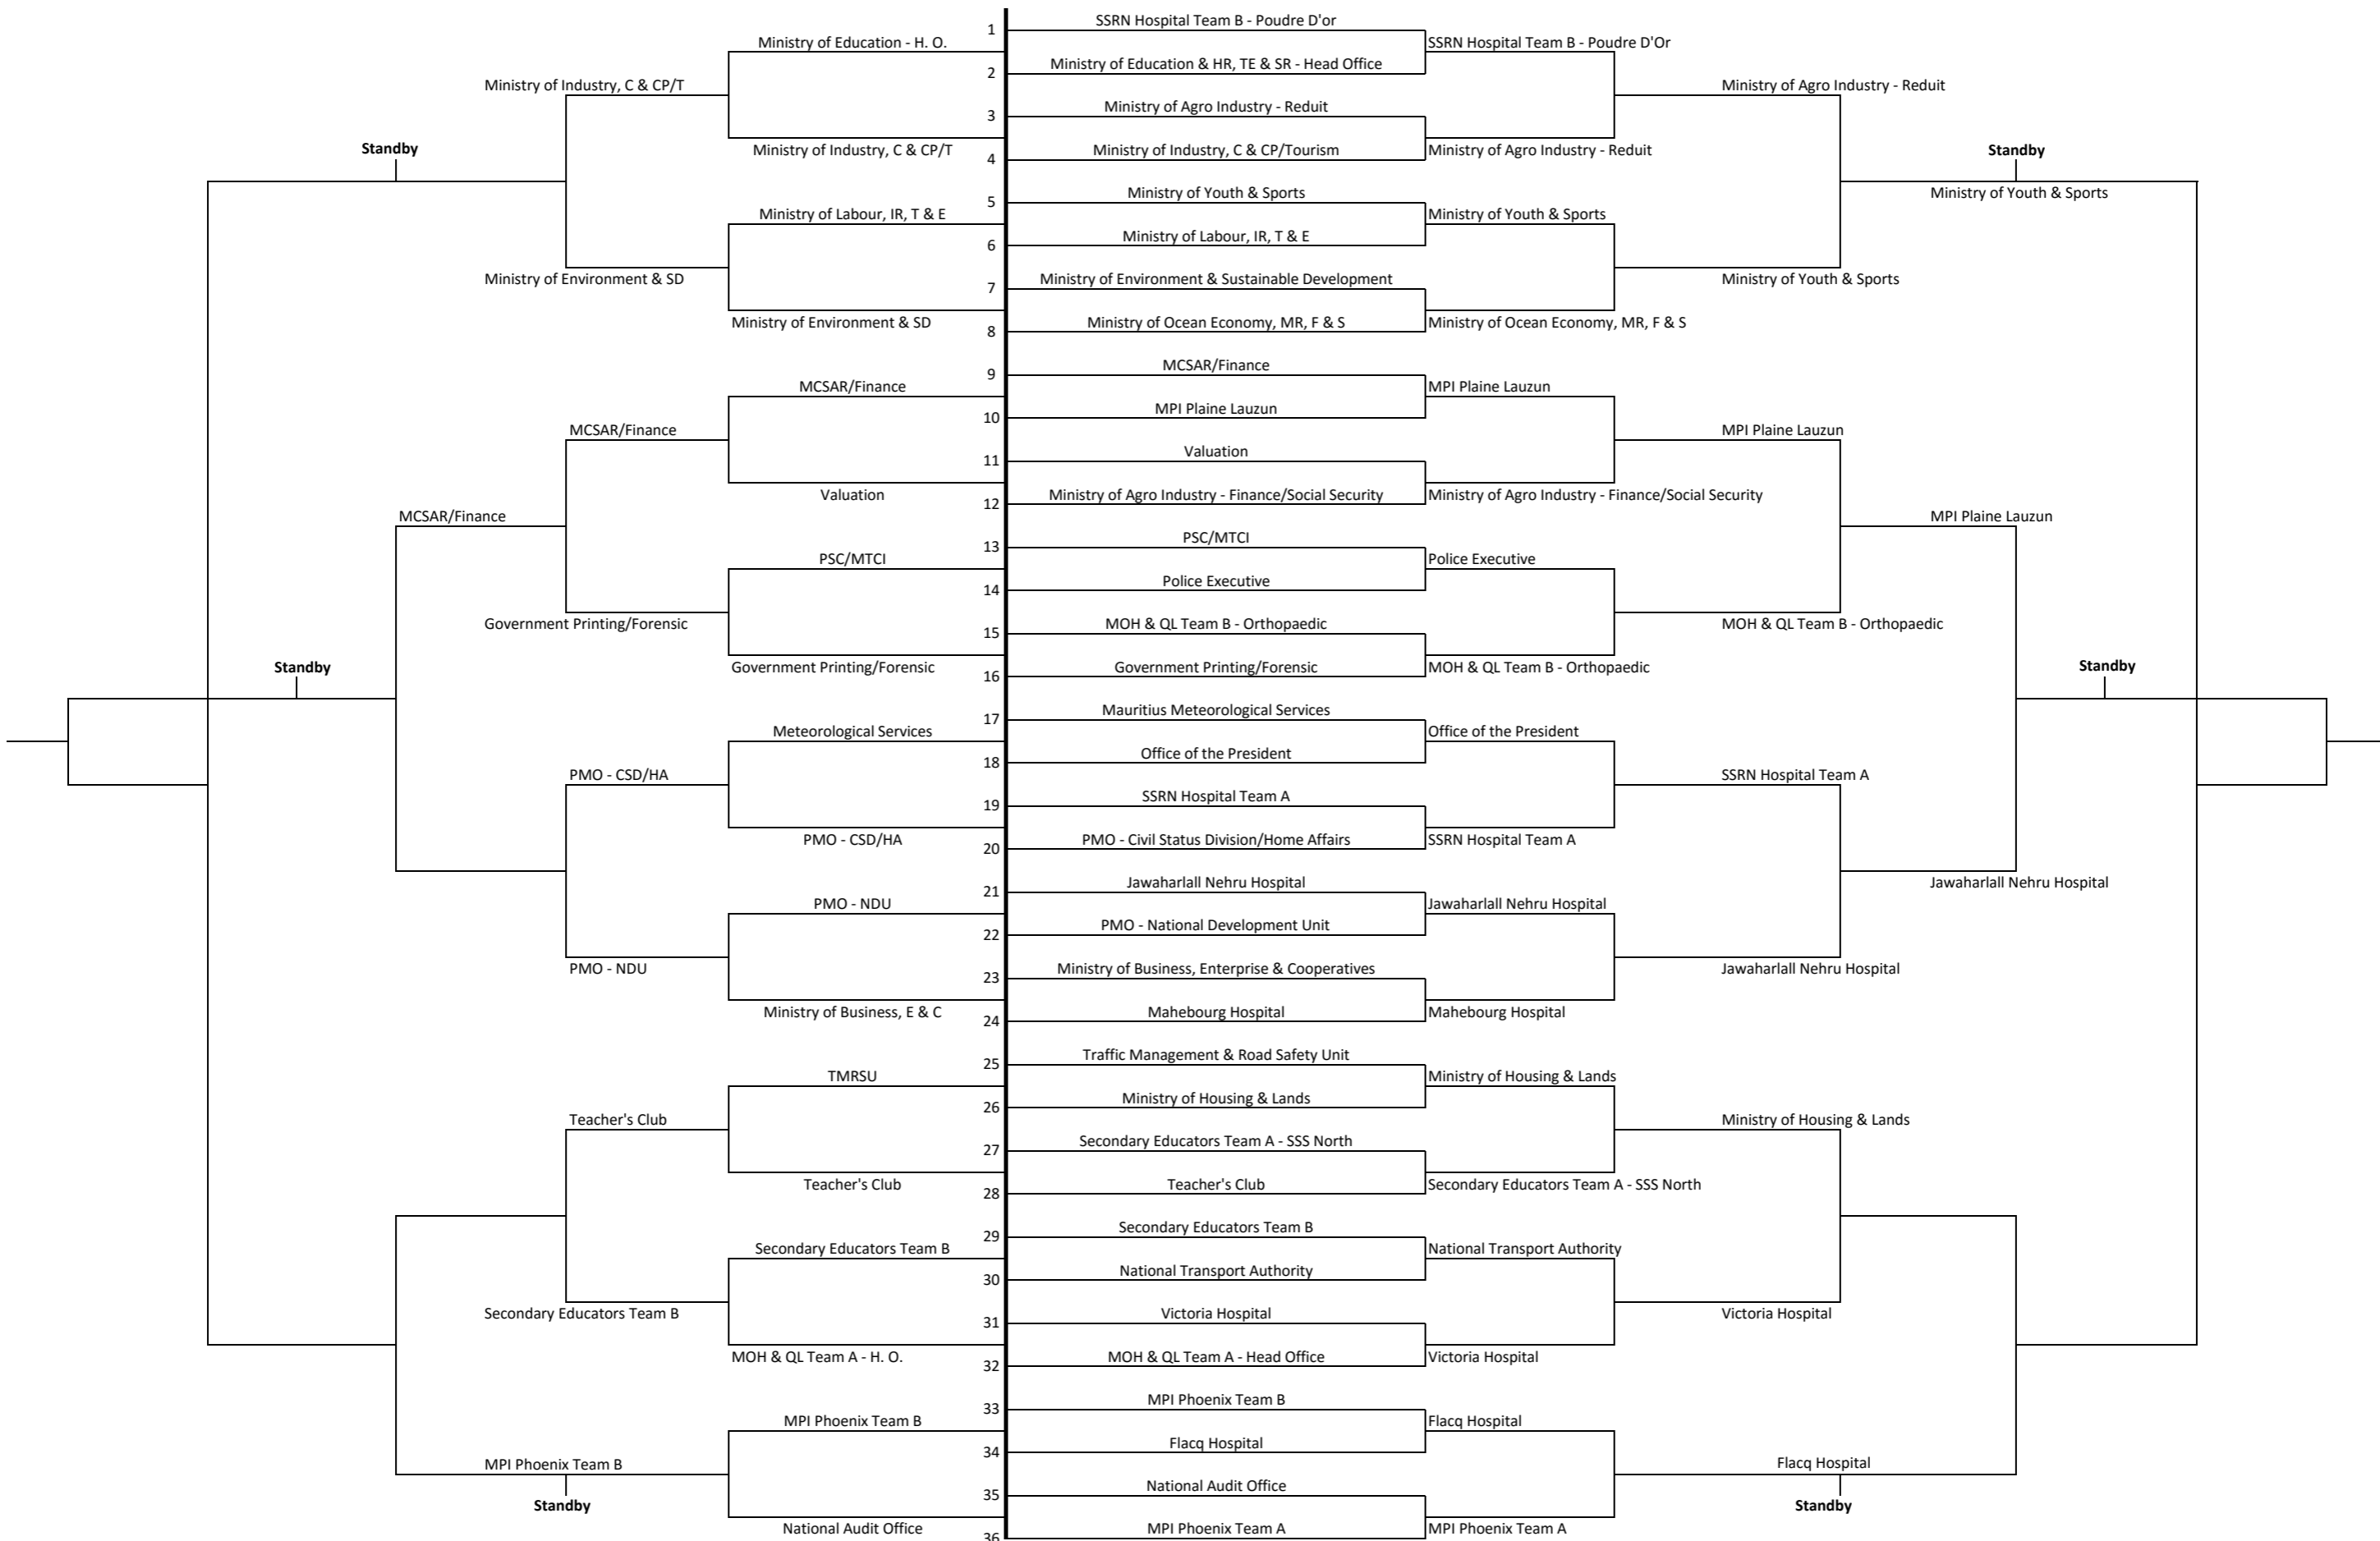 1
SSRN Hospital Team B - Poudre D'or
Ministry of Education - H. O.
SSRN Hospital Team B - Poudre D'Or
2
Ministry of Education & HR, TE & SR - Head Office
Ministry of Industry, C & CP/T
Ministry of Agro Industry - Reduit
3
Ministry of Agro Industry - Reduit
Ministry of Industry, C & CP/T
Ministry of Agro Industry - Reduit
4
Ministry of Industry, C & CP/Tourism
Standby
Standby
5
Ministry of Youth & Sports
Ministry of Youth & Sports
Ministry of Labour, IR, T & E
Ministry of Youth & Sports
6
Ministry of Labour, IR, T & E
Ministry of Environment & SD
Ministry of Youth & Sports
7
Ministry of Environment & Sustainable Development
Ministry of Environment & SD
Ministry of Ocean Economy, MR, F & S
8
Ministry of Ocean Economy, MR, F & S
9
MCSAR/Finance
MCSAR/Finance
MPI Plaine Lauzun
10
MPI Plaine Lauzun
MCSAR/Finance
MPI Plaine Lauzun
11
Valuation
Valuation
Ministry of Agro Industry - Finance/Social Security
12
Ministry of Agro Industry - Finance/Social Security
MCSAR/Finance
MPI Plaine Lauzun
13
PSC/MTCI
PSC/MTCI
Police Executive
14
Police Executive
Government Printing/Forensic
MOH & QL Team B - Orthopaedic
15
MOH & QL Team B - Orthopaedic
Government Printing/Forensic
MOH & QL Team B - Orthopaedic
16
Government Printing/Forensic
Standby
Standby
17
Mauritius Meteorological Services
Meteorological Services
Office of the President
18
Office of the President
PMO - CSD/HA
SSRN Hospital Team A
19
SSRN Hospital Team A
PMO - CSD/HA
SSRN Hospital Team A
20
PMO - Civil Status Division/Home Affairs
Jawaharlall Nehru Hospital
21
Jawaharlall Nehru Hospital
PMO - NDU
Jawaharlall Nehru Hospital
22
PMO - National Development Unit
PMO - NDU
Jawaharlall Nehru Hospital
23
Ministry of Business, Enterprise & Cooperatives
Ministry of Business, E & C
Mahebourg Hospital
24
Mahebourg Hospital
25
Traffic Management & Road Safety Unit
TMRSU
Ministry of Housing & Lands
26
Ministry of Housing & Lands
Teacher's Club
Ministry of Housing & Lands
27
Secondary Educators Team A - SSS North
Teacher's Club
Secondary Educators Team A - SSS North
28
Teacher's Club
29
Secondary Educators Team B
Secondary Educators Team B
National Transport Authority
30
National Transport Authority
Secondary Educators Team B
Victoria Hospital
31
Victoria Hospital
MOH & QL Team A - H. O.
Victoria Hospital
32
MOH & QL Team A - Head Office
33
MPI Phoenix Team B
MPI Phoenix Team B
Flacq Hospital
34
Flacq Hospital
MPI Phoenix Team B
Flacq Hospital
Standby
Standby
35
National Audit Office
National Audit Office
MPI Phoenix Team A
36
MPI Phoenix Team A